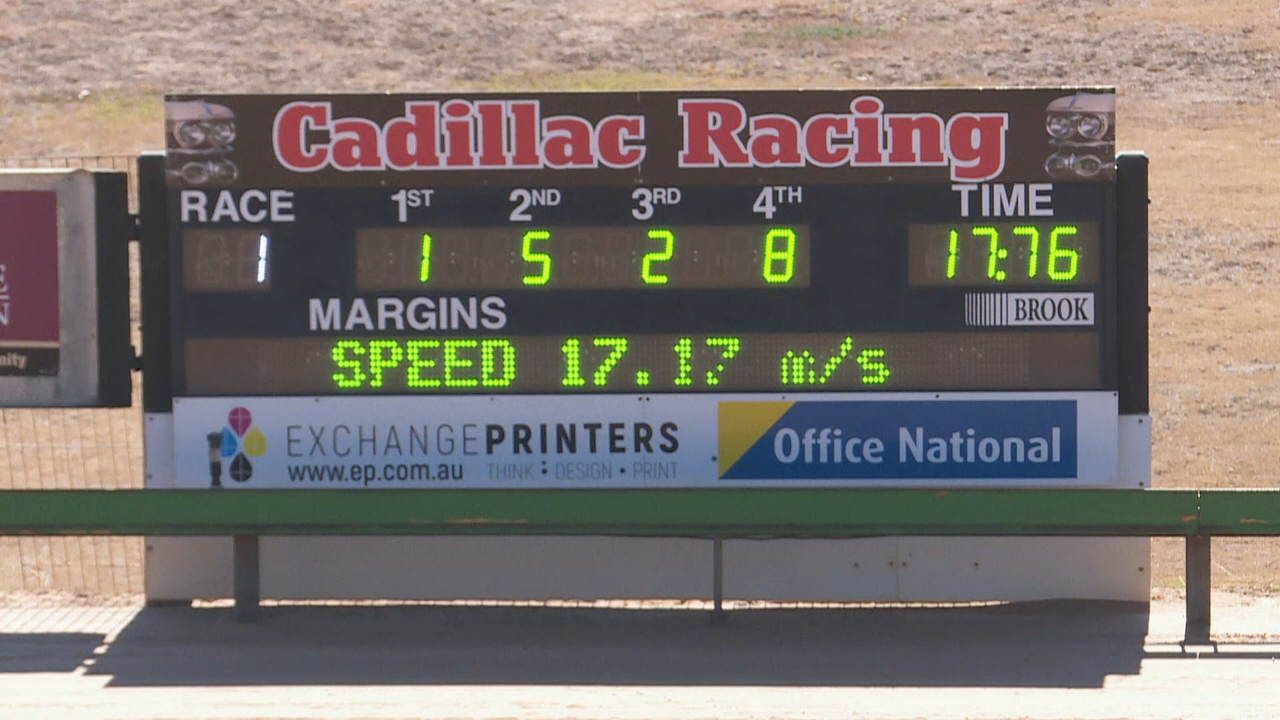 Cadillac Racing
RACE 1ST 2ND 3RD 4TH TIME
1 1 5 2 8 17:76
MARGINS
BROOK
SPEED 17.17 m/s
EXCHANGEPRINTERS
www.ep.com.au THINK : DESIGN • PRINT
Office National